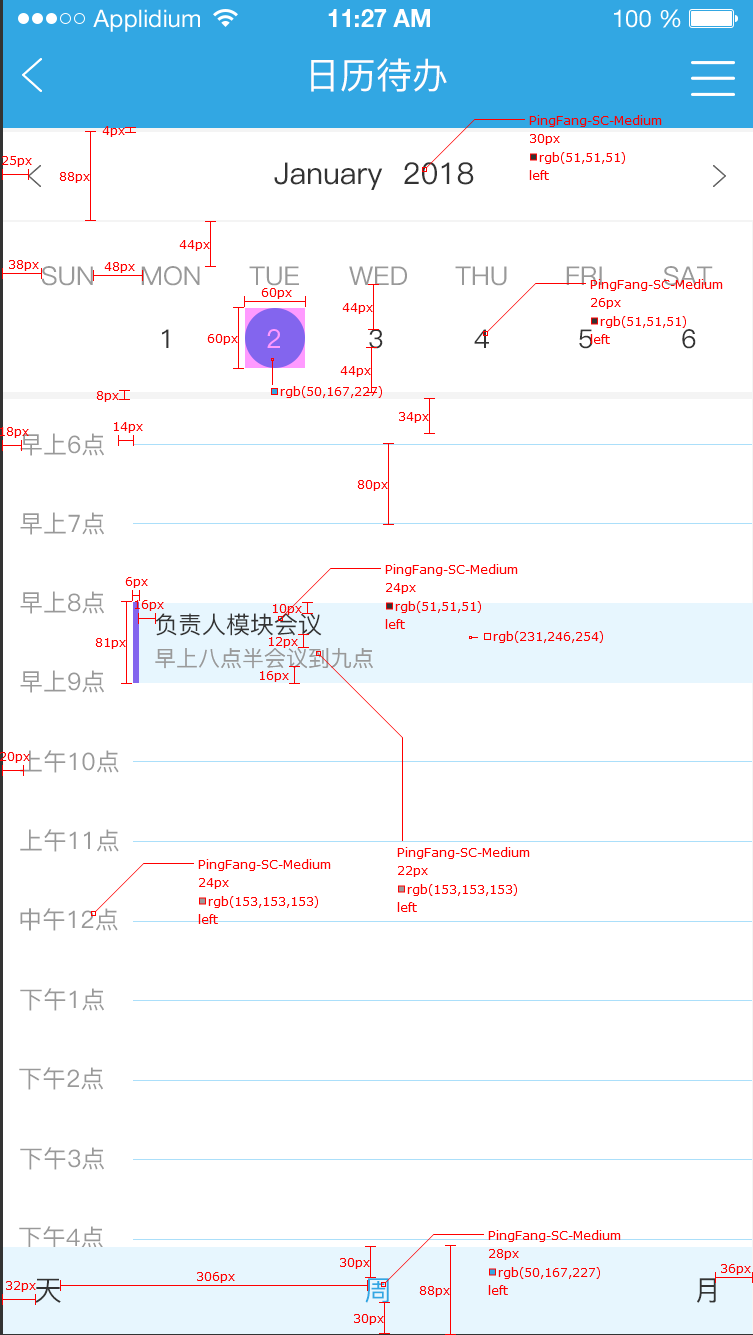 Applidium 11:27 AM 100 %
日历待办
4px
PingFang-SC-Medium
30px
rgb(51,51,51)
left
25px
88px
January 2018
44px
38px
48px
SUN MON TUE WED THU FRI SAT
PingFang-SC-Medium
26px
rgb(51,51,51)
left
60px
60px
44px
1 2 3 4 5 6
44px
rgb(50,167,227)
8px
34px
18px
14px
早上6点
80px
早上7点
PingFang-SC-Medium
24px
rgb(51,51,51)
left
6px
16px
10px
早上8点
负责人模块会议
81px
12px
rgb(231,246,254)
早上八点半会议到九点
16px
早上9点
20px
上午10点
上午11点
PingFang-SC-Medium
22px
rgb(153,153,153)
left
PingFang-SC-Medium
24px
rgb(153,153,153)
left
中午12点
下午1点
下午2点
下午3点
下午4点
PingFang-SC-Medium
28px
rgb(50,167,227)
left
30px
306px
32px
88px
36px
天 周 月
30px